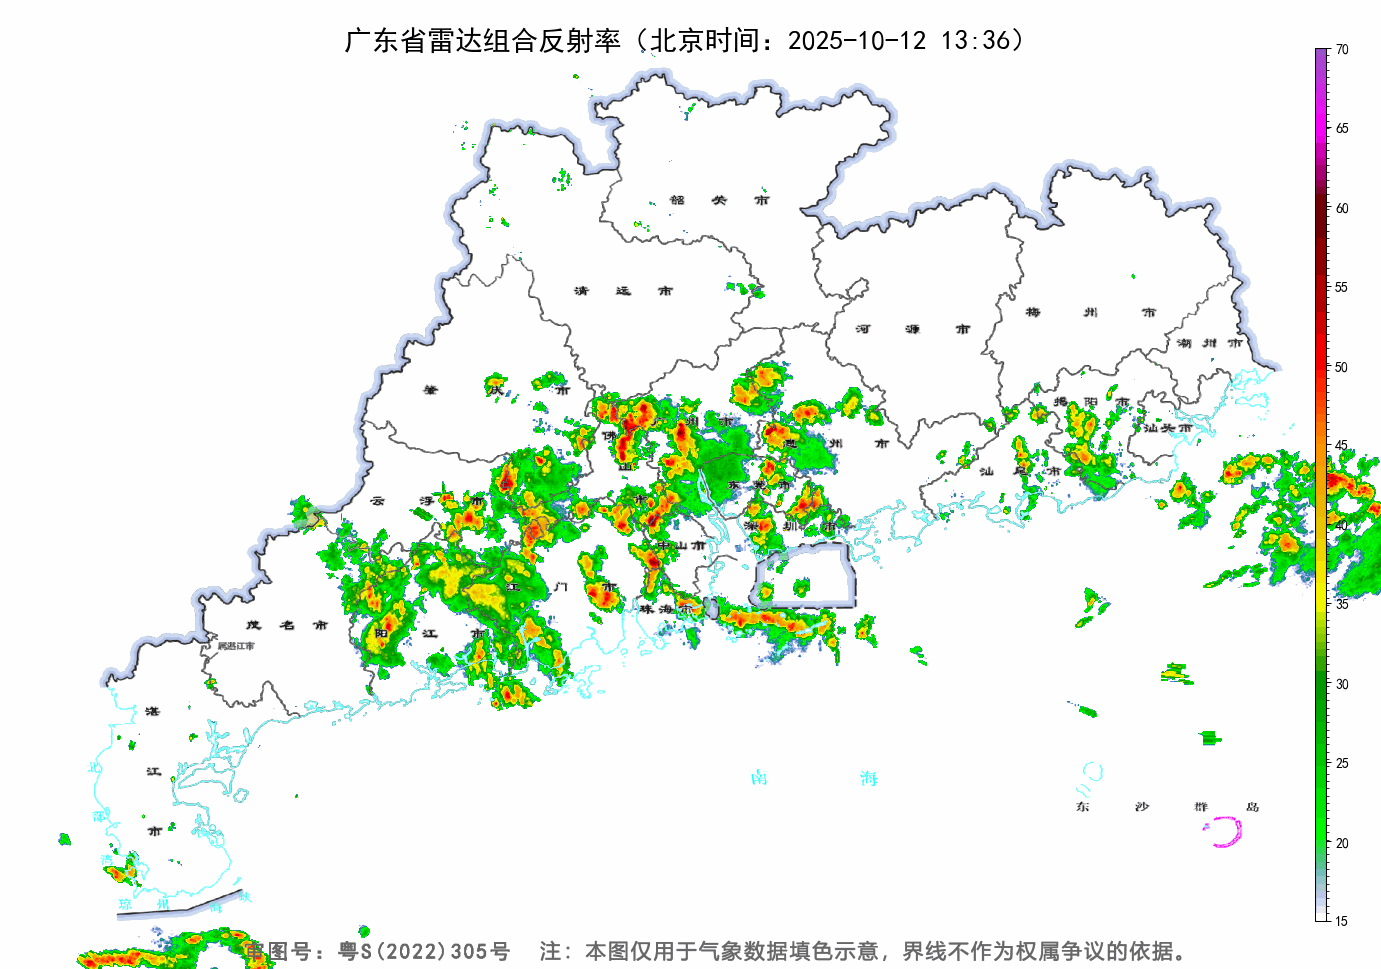 广东省雷达组合反射率（北京时间：2025-10-12 13:36）
70
65
60
55
50
45
40
35
30
25
20
15
韶 关 市
清 远 市
河 源 市
梅 州 市
潮 州 市
肇 庆 市
揭 阳 市
汕头市
佛 山 市
广 州 市
惠 州 市
汕 尾 市
东 莞 市
云 浮 市
深 圳 市
中山市
江 门 市
珠海市
茂 名 市
阳 江 市
属湛江市
湛 江 市
北 部 湾
南 海
东 沙 群 岛
琼 州 海 峡
审图号：粤S(2022)305号 注：本图仅用于气象数据填色示意，界线不作为权属争议的依据。